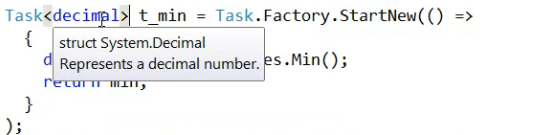 Task<decimal> t_min = Task.Factory.StartNew(() =>
{
struct System.Decimal
Represents a decimal number.
es.Min();
return min;
}
);